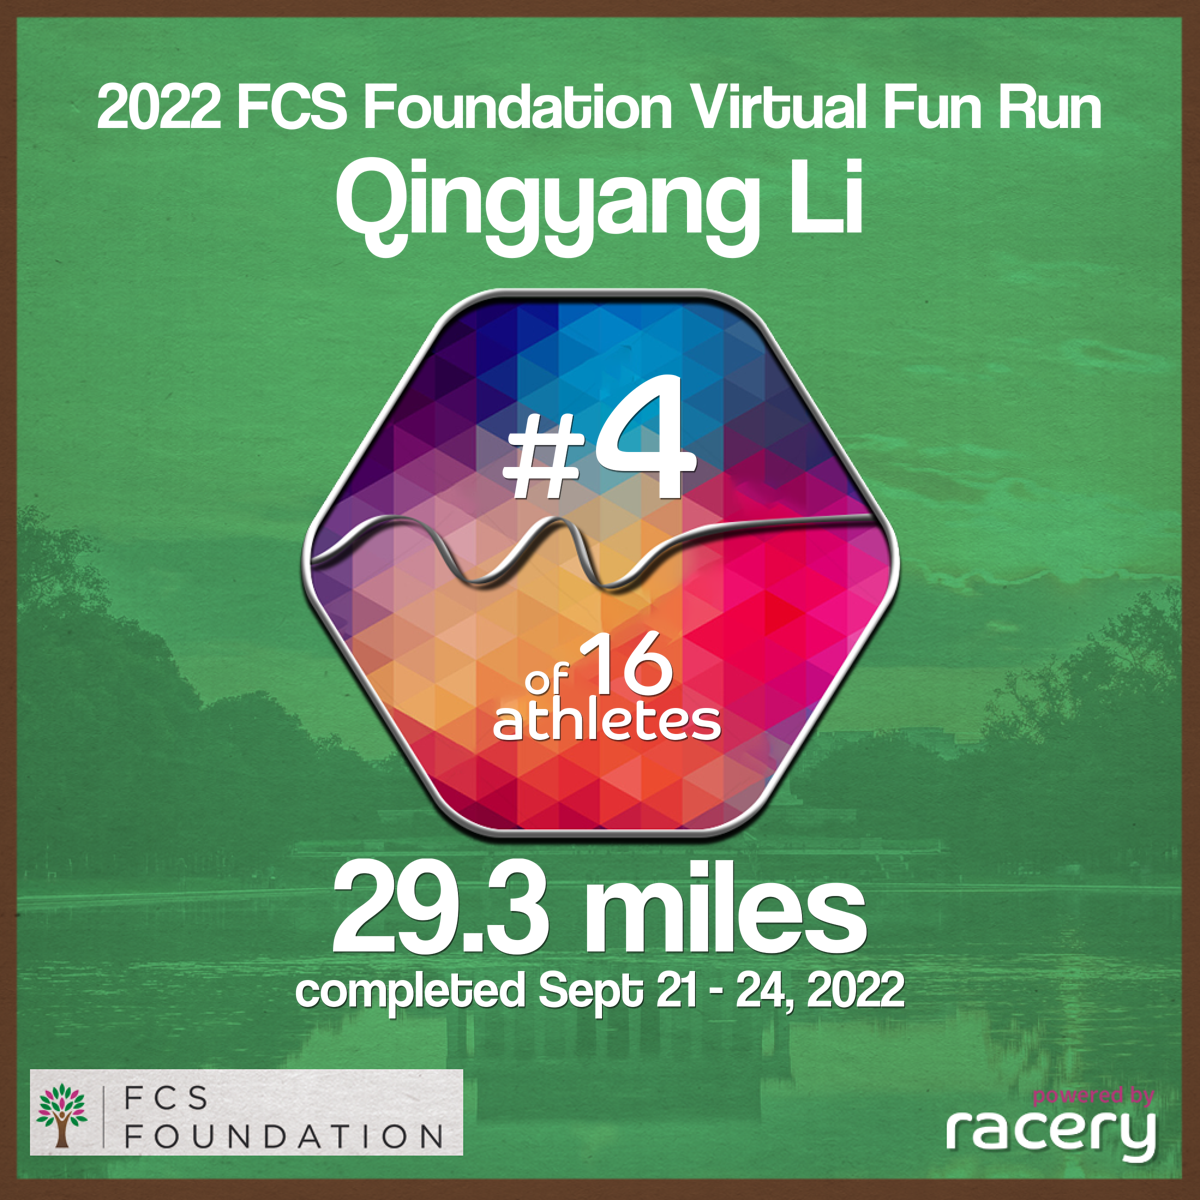 2022 FCS Foundation Virtual Fun Run
Qingyang Li
#4
of 16
athletes
29.3 miles
completed Sept 21 - 24, 2022
FCS
FOUNDATION
powered by
racery